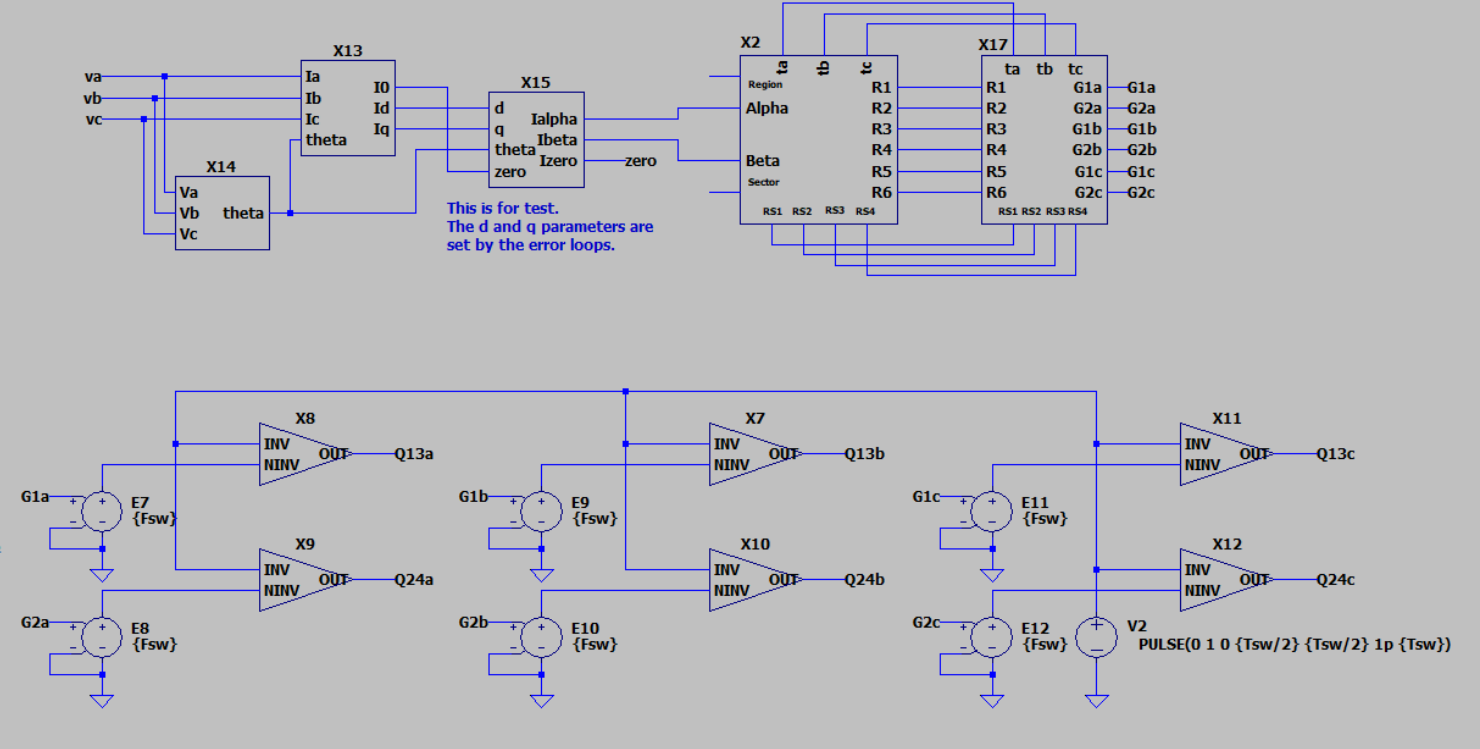 X13
va
vb
vc
Ia
Ib
Ic
theta
I0
Id
Iq
X14
Va
Vb
Vc
theta
X15
d
q
theta
zero
Ialpha
Ibeta
Izero
zero
This is for test.
The d and q parameters are
set by the error loops.
X2
ta
tb
tc
Region
Alpha
Beta
Sector
R1
R2
R3
R4
R5
R6
RS1 RS2 RS3 RS4
X17
ta tb tc
R1
R2
R3
R4
R5
R6
G1a
G2a
G1b
G2b
G1c
G2c
RS1 RS2 RS3 RS4
G1a
G2a
G1b
G2b
G1c
G2c
X8
INV
NINV
OUT
Q13a
G1a
+
-
+
-
E7
{Fsw}
X9
INV
NINV
OUT
Q24a
G2a
+
-
+
-
E8
{Fsw}
X7
INV
NINV
OUT
Q13b
G1b
+
-
+
-
E9
{Fsw}
X10
INV
NINV
OUT
Q24b
G2b
+
-
+
-
E10
{Fsw}
X11
INV
NINV
OUT
Q13c
G1c
+
-
+
-
E11
{Fsw}
X12
INV
NINV
OUT
Q24c
G2c
+
-
+
-
E12
{Fsw}
+
-
V2
PULSE(0 1 0 {Tsw/2} {Tsw/2} 1p {Tsw})